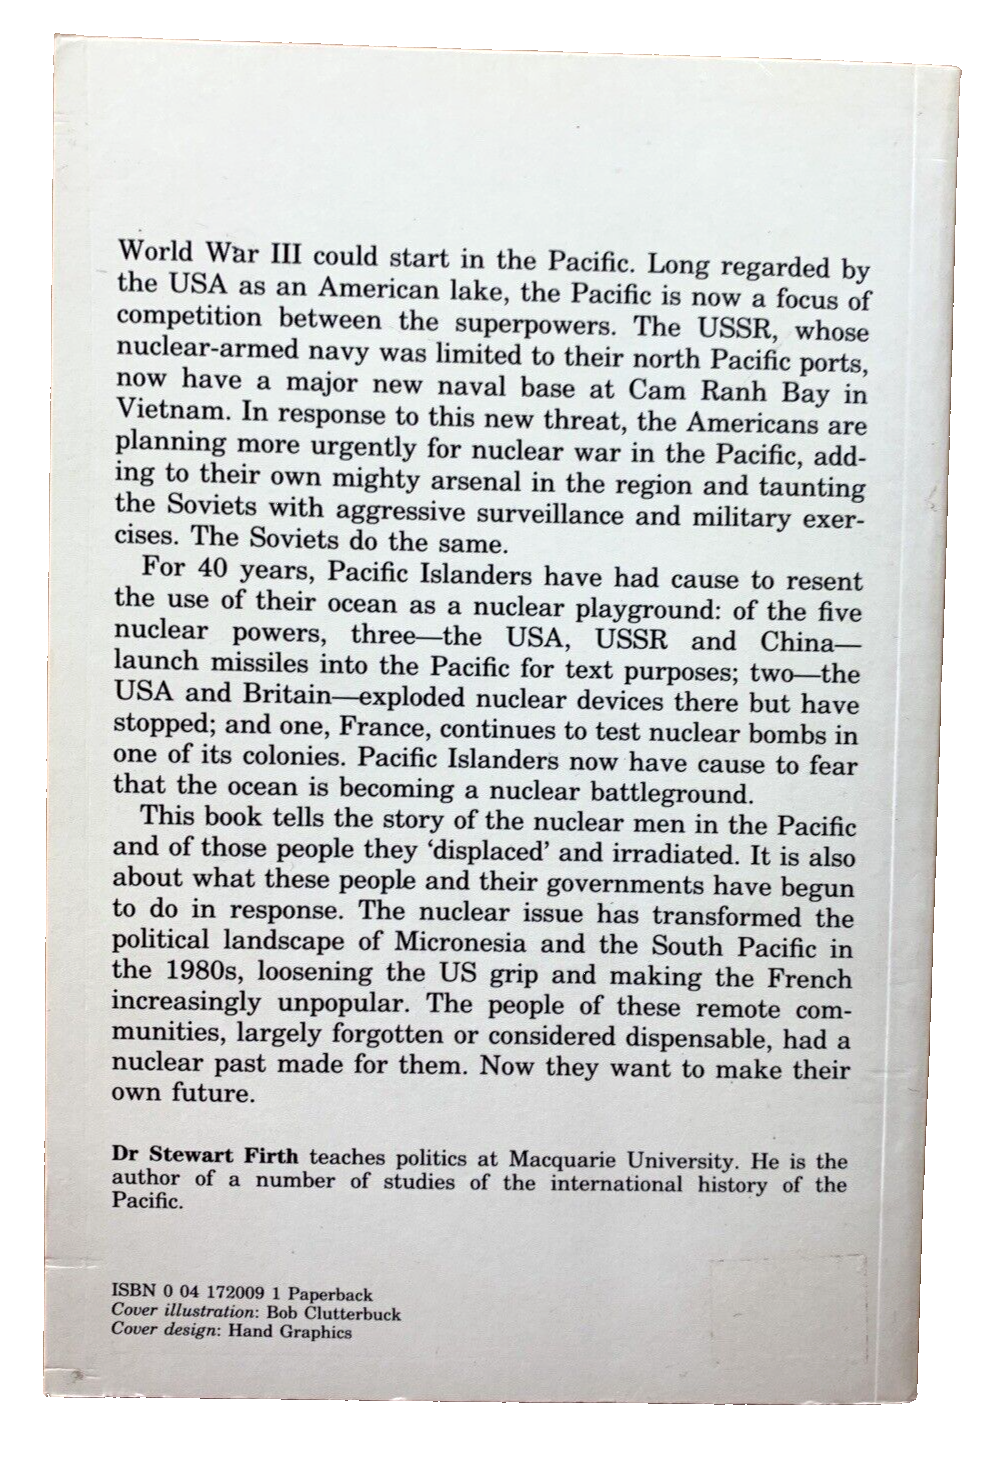 World War III could start in the Pacific. Long regarded by
the USA as an American lake, the Pacific is now a focus of
competition between the superpowers. The USSR, whose
nuclear-armed navy was limited to their north Pacific ports,
now have a major new naval base at Cam Ranh Bay in
Vietnam. In response to this new threat, the Americans are
planning more urgently for nuclear war in the Pacific, add-
ing to their own mighty arsenal in the region and taunting
the Soviets with aggressive surveillance and military exer-
cises. The Soviets do the same.
For 40 years, Pacific Islanders have had cause to resent
the use of their ocean as a nuclear playground: of the five
nuclear powers, three—the USA, USSR and China—
launch missiles into the Pacific for text purposes; two—the
USA and Britain—exploded nuclear devices there but have
stopped; and one, France, continues to test nuclear bombs in
one of its colonies. Pacific Islanders now have cause to fear
that the ocean is becoming a nuclear battleground.
This book tells the story of the nuclear men in the Pacific
and of those people they ‘displaced’ and irradiated. It is also
about what these people and their governments have begun
to do in response. The nuclear issue has transformed the
political landscape of Micronesia and the South Pacific in
the 1980s, loosening the US grip and making the French
increasingly unpopular. The people of these remote com-
munities, largely forgotten or considered dispensable, had a
nuclear past made for them. Now they want to make their
own future.
Dr Stewart Firth teaches politics at Macquarie University. He is the
author of a number of studies of the international history of the
Pacific.
ISBN 0 04 172009 1 Paperback
Cover illustration: Bob Clutterbuck
Cover design: Hand Graphics